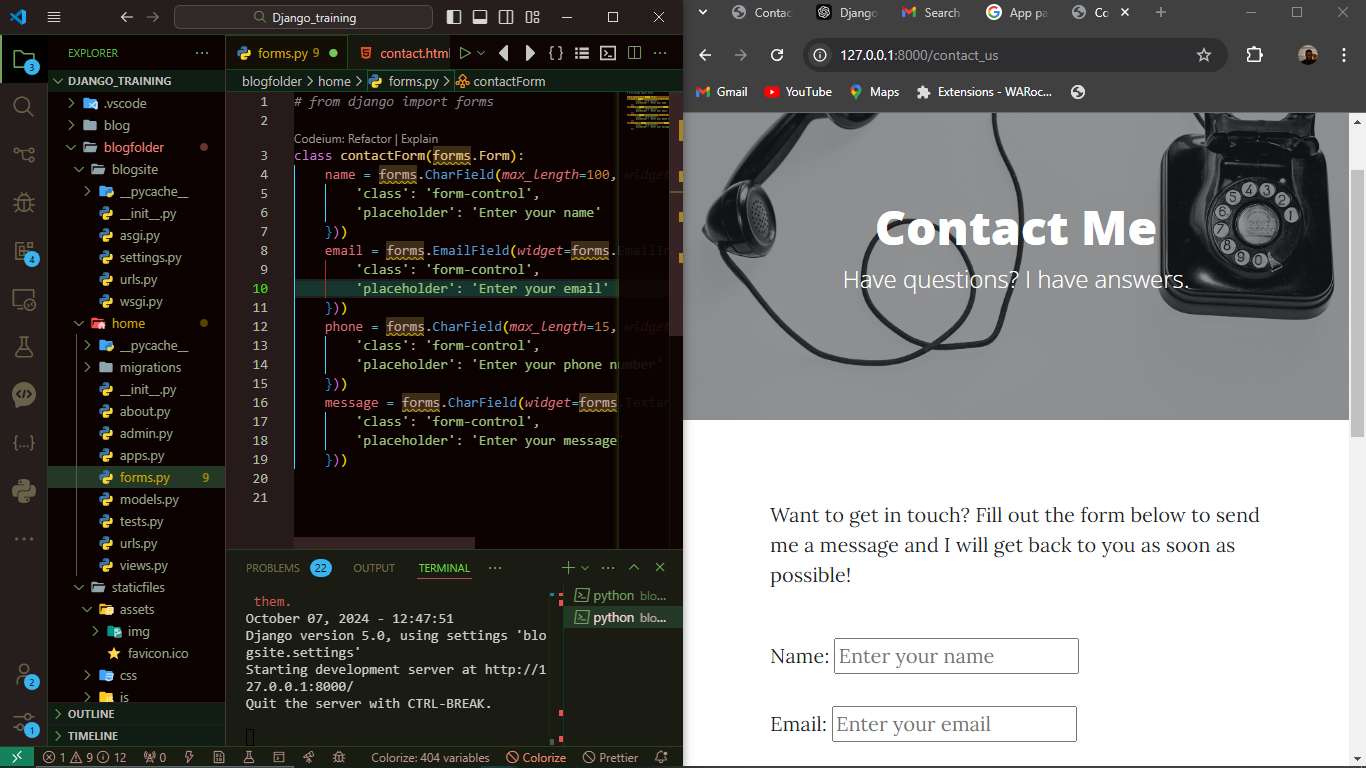 Django_training
EXPLORER
DJANGO_TRAINING
.vscode
blog
blogfolder
blogsite
__pycache__
__init__.py
asgi.py
settings.py
urls.py
wsgi.py
home
__pycache__
migrations
__init__.py
about.py
admin.py
apps.py
forms.py 9
models.py
tests.py
urls.py
views.py
staticfiles
assets
img
favicon.ico
css
js
OUTLINE
TIMELINE
3
4
2
1
forms.py 9
contact.html
blogfolder > home > forms.py > contactForm
1 # from django import forms
2
Codeium: Refactor | Explain
3 class contactForm(forms.Form):
4 name = forms.CharField(max_length=100, widget
5 'class': 'form-control',
6 'placeholder': 'Enter your name'
7 }))
8 email = forms.EmailField(widget=forms.EmailIn
9 'class': 'form-control',
10 'placeholder': 'Enter your email'
11 }))
12 phone = forms.CharField(max_length=15, widget
13 'class': 'form-control',
14 'placeholder': 'Enter your phone number'
15 }))
16 message = forms.CharField(widget=forms.Textar
17 'class': 'form-control',
18 'placeholder': 'Enter your message'
19 }))
20
21
PROBLEMS 22 OUTPUT TERMINAL
them.
October 07, 2024 - 12:47:51
Django version 5.0, using settings 'blo
gsite.settings'
Starting development server at http://1
27.0.0.1:8000/
Quit the server with CTRL-BREAK.
python blo...
python blo...
1 9 12 0 Colorize: 404 variables Colorize Prettier
Contac Django Search App pa Co
127.0.0.1:8000/contact_us
Gmail YouTube Maps Extensions - WARoc...
Contact Me
Have questions? I have answers.
Want to get in touch? Fill out the form below to send
me a message and I will get back to you as soon as
possible!
Name: Enter your name
Email: Enter your email